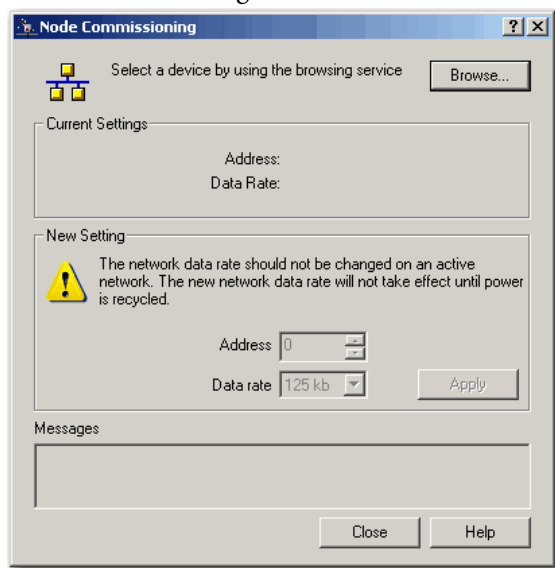 Node Commissioning
Select a device by using the browsing service
Browse...
Current Settings
Address:
Data Rate:
New Setting
The network data rate should not be changed on an active
network. The new network data rate will not take effect until power
is recycled.
Address 0
Data rate 125 kb
Apply
Messages
Close Help